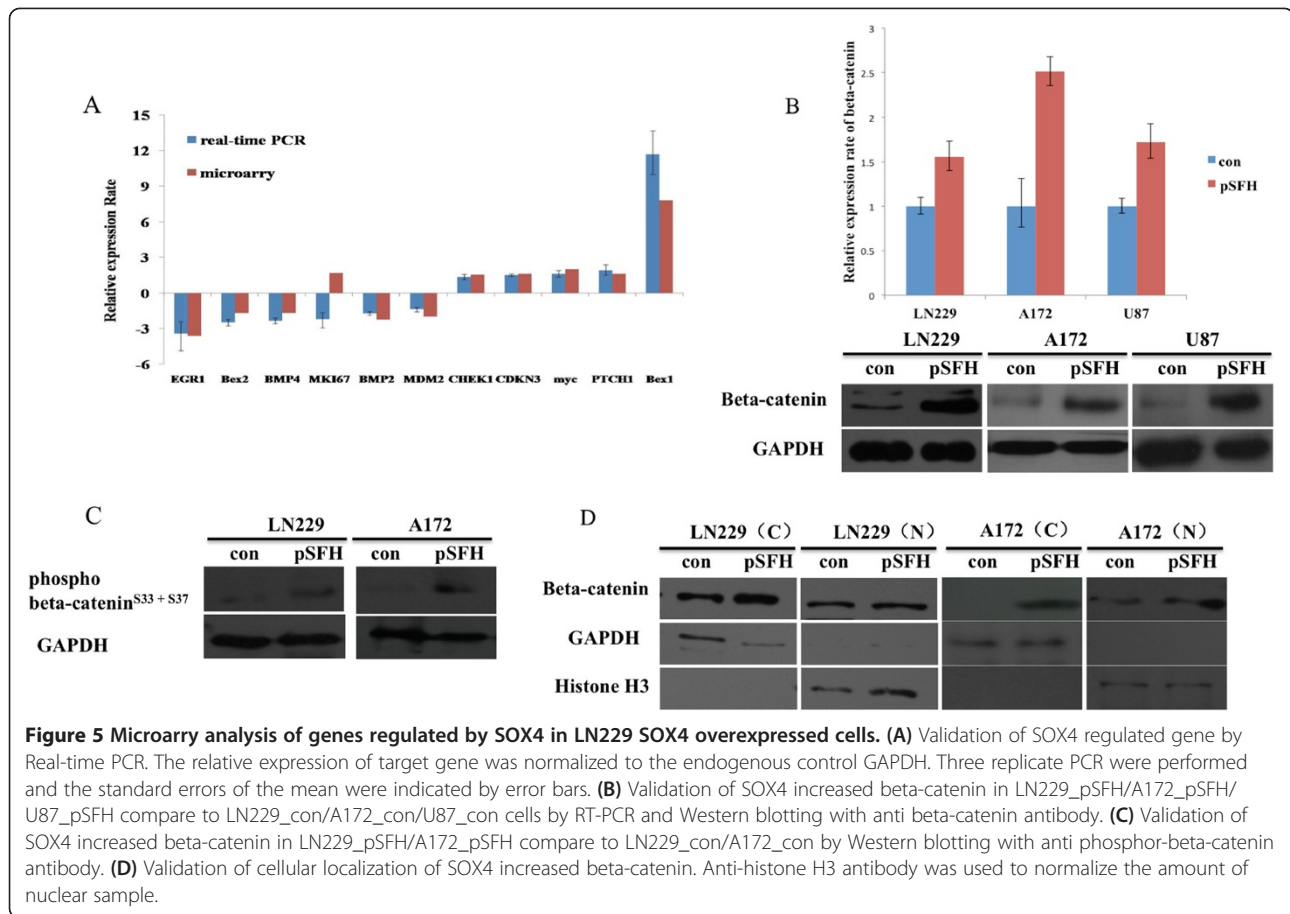 A
15
12
9
6
3
0
-3
-6
Relative expression Rate
real-time PCR
microarry
EGR1 Bex2 BMP4 MKI67 BMP2 MDM2 CHEK1 CDKN3 myc PTCH1 Bex1
B
3
2.5
2
1.5
1
0.5
0
Relative expression rate of beta-catenin
con
pSFH
LN229 A172 U87
LN229 A172 U87
con pSFH con pSFH con pSFH
Beta-catenin
GAPDH
C
LN229 A172
con pSFH con pSFH
phospho
beta-catenin^S33 + S37
GAPDH
D
LN229（C） LN229（N） A172（C） A172（N）
con pSFH con pSFH con pSFH con pSFH
Beta-catenin
GAPDH
Histone H3
Figure 5 Microarry analysis of genes regulated by SOX4 in LN229 SOX4 overexpressed cells. (A) Validation of SOX4 regulated gene by
Real-time PCR. The relative expression of target gene was normalized to the endogenous control GAPDH. Three replicate PCR were performed
and the standard errors of the mean were indicated by error bars. (B) Validation of SOX4 increased beta-catenin in LN229_pSFH/A172_pSFH/
U87_pSFH compare to LN229_con/A172_con/U87_con cells by RT-PCR and Western blotting with anti beta-catenin antibody. (C) Validation of
SOX4 increased beta-catenin in LN229_pSFH/A172_pSFH compare to LN229_con/A172_con by Western blotting with anti phosphor-beta-catenin
antibody. (D) Validation of cellular localization of SOX4 increased beta-catenin. Anti-histone H3 antibody was used to normalize the amount of
nuclear sample.